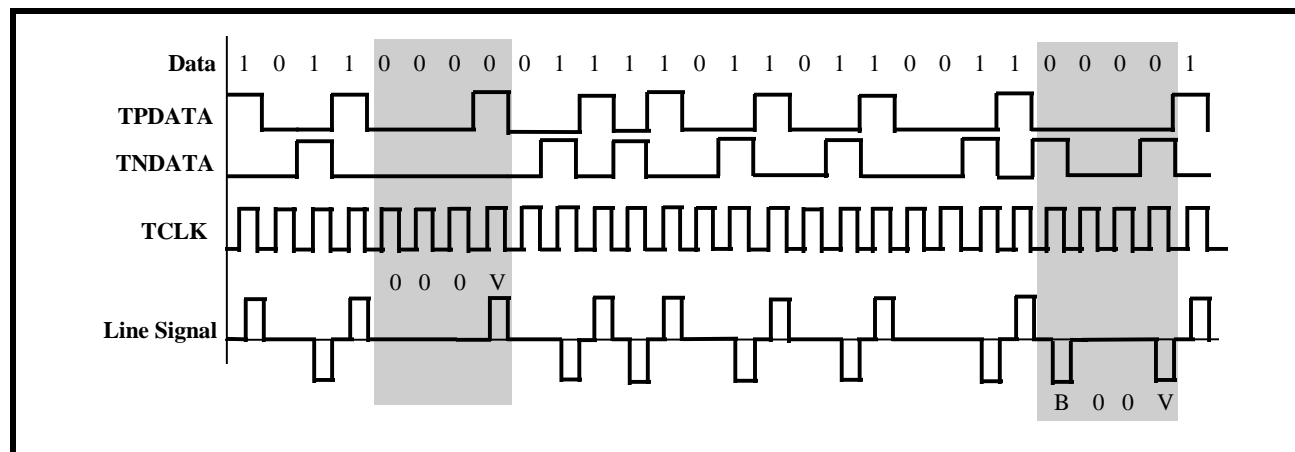 Data 1 0 1 1 0 0 0 0 0 1 1 1 1 0 1 1 0 1 1 0 0 1 1 0 0 0 0 1
TPDATA
TNDATA
TCLK
0 0 0 V
Line Signal
B 0 0 V